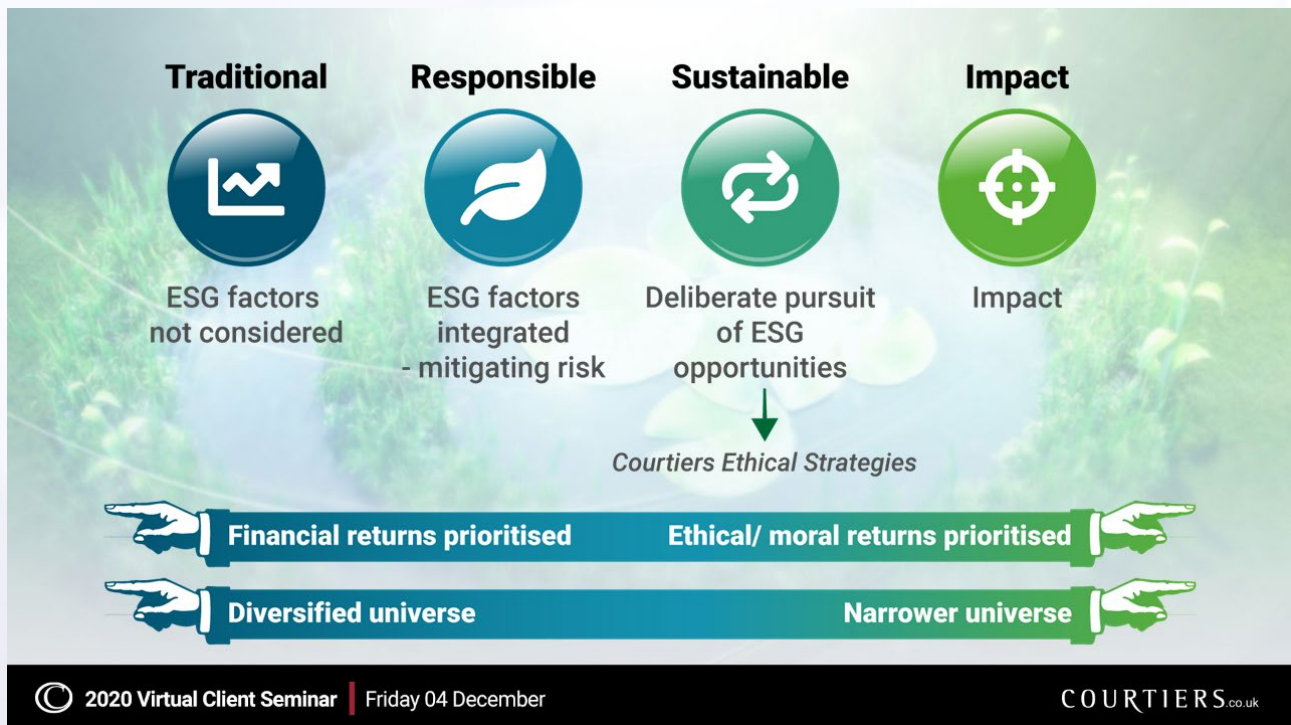 Traditional
Responsible
Sustainable
Impact
ESG factors
not considered
ESG factors
integrated
- mitigating risk
Deliberate pursuit
of ESG
opportunities
Impact
Courtiers Ethical Strategies
Financial returns prioritised
Ethical/ moral returns prioritised
Diversified universe
Narrower universe
2020 Virtual Client Seminar
Friday 04 December
COURTIERS.co.uk